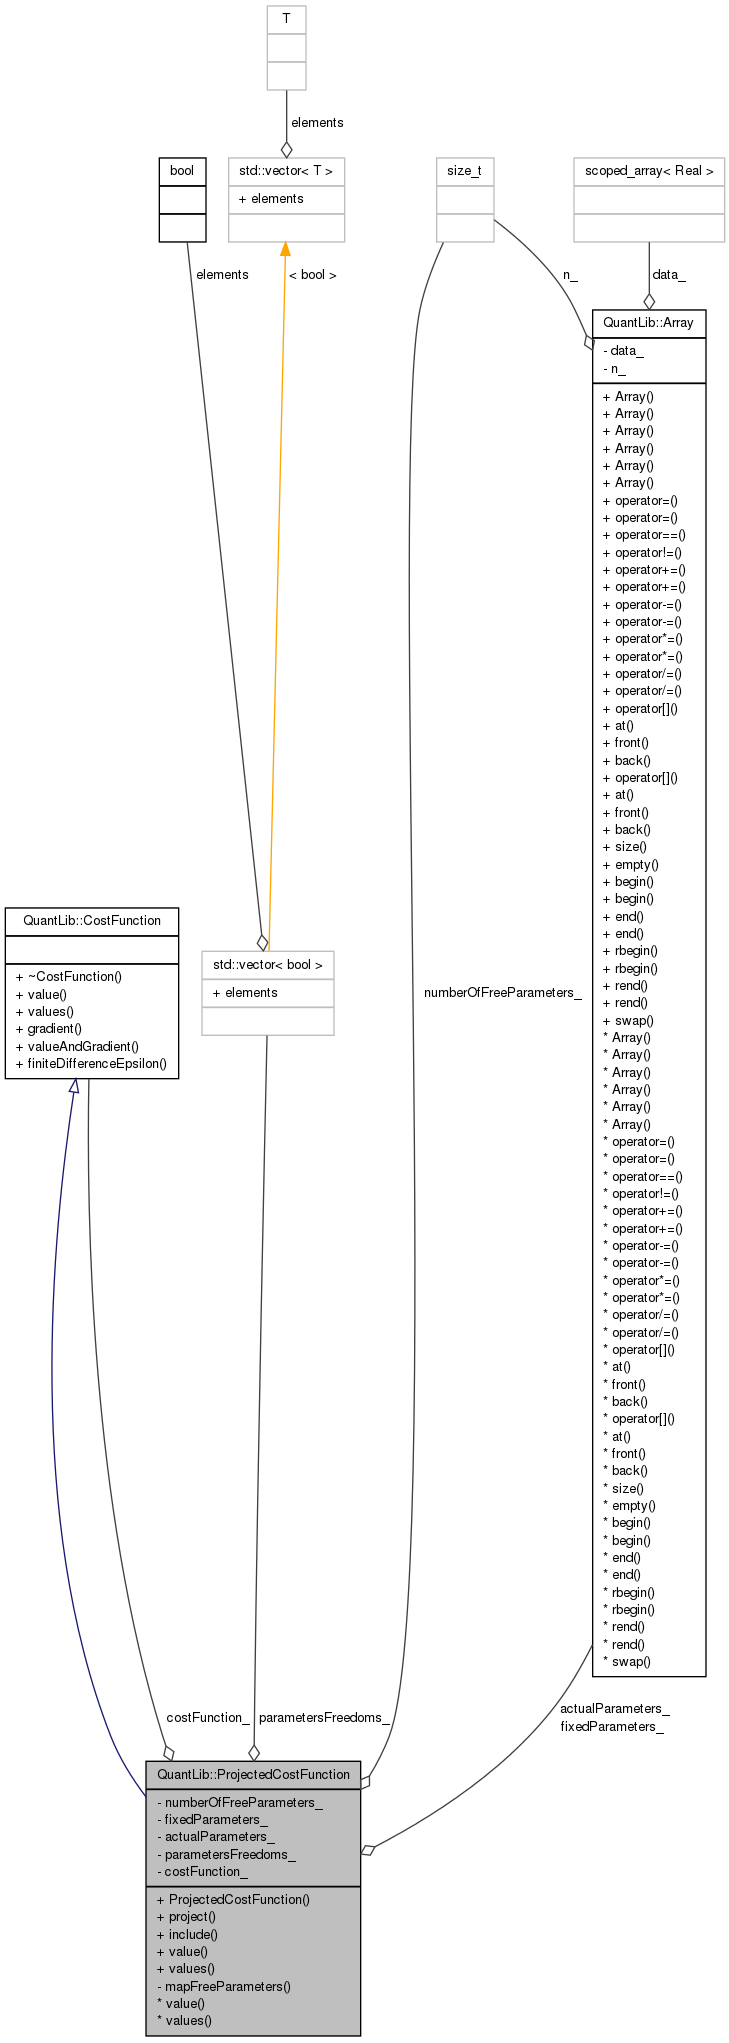 T
elements
bool
std::vector< T >
+ elements
size_t
scoped_array< Real >
elements
< bool >
n_
data_
QuantLib::Array
- data_
- n_
+ Array()
+ Array()
+ Array()
+ Array()
+ Array()
+ Array()
+ operator=()
+ operator=()
+ operator==()
+ operator!=()
+ operator+=()
+ operator+=()
+ operator-=()
+ operator-=()
+ operator*=()
+ operator*=()
+ operator/=()
+ operator/=()
+ operator[]()
+ at()
+ front()
+ back()
+ operator[]()
+ at()
+ front()
+ back()
+ size()
+ empty()
+ begin()
+ begin()
+ end()
+ end()
+ rbegin()
+ rbegin()
+ rend()
+ rend()
+ swap()
* Array()
* Array()
* Array()
* Array()
* Array()
* Array()
* operator=()
* operator=()
* operator==()
* operator!=()
* operator+=()
* operator+=()
* operator-=()
* operator-=()
* operator*=()
* operator*=()
* operator/=()
* operator/=()
* operator[]()
* at()
* front()
* back()
* operator[]()
* at()
* front()
* back()
* size()
* empty()
* begin()
* begin()
* end()
* end()
* rbegin()
* rbegin()
* rend()
* rend()
* swap()
QuantLib::CostFunction
+ ~CostFunction()
+ value()
+ values()
+ gradient()
+ valueAndGradient()
+ finiteDifferenceEpsilon()
std::vector< bool >
+ elements
numberOfFreeParameters_
costFunction_
parametersFreedoms_
actualParameters_
fixedParameters_
QuantLib::ProjectedCostFunction
- numberOfFreeParameters_
- fixedParameters_
- actualParameters_
- parametersFreedoms_
- costFunction_
+ ProjectedCostFunction()
+ project()
+ include()
+ value()
+ values()
- mapFreeParameters()
* value()
* values()